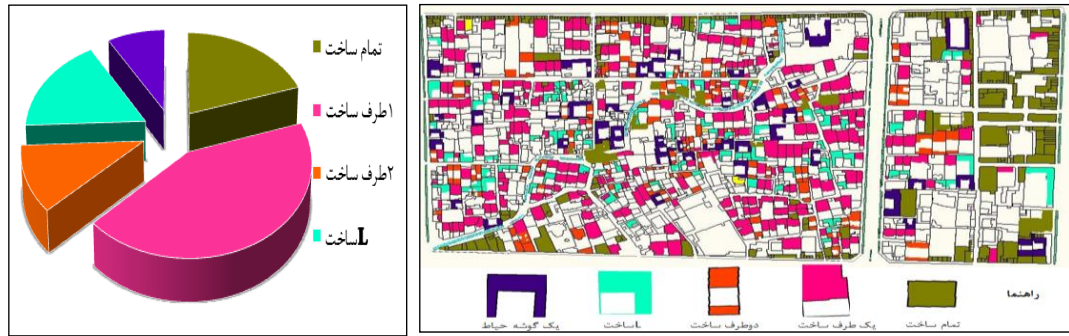 تمام ساخت
۱طرف ساخت
۲طرف ساخت
Lساخت
راهنما
تمام ساخت
یک طرف ساخت
دوطرف ساخت
Lساخت
یک گوشه حیاط